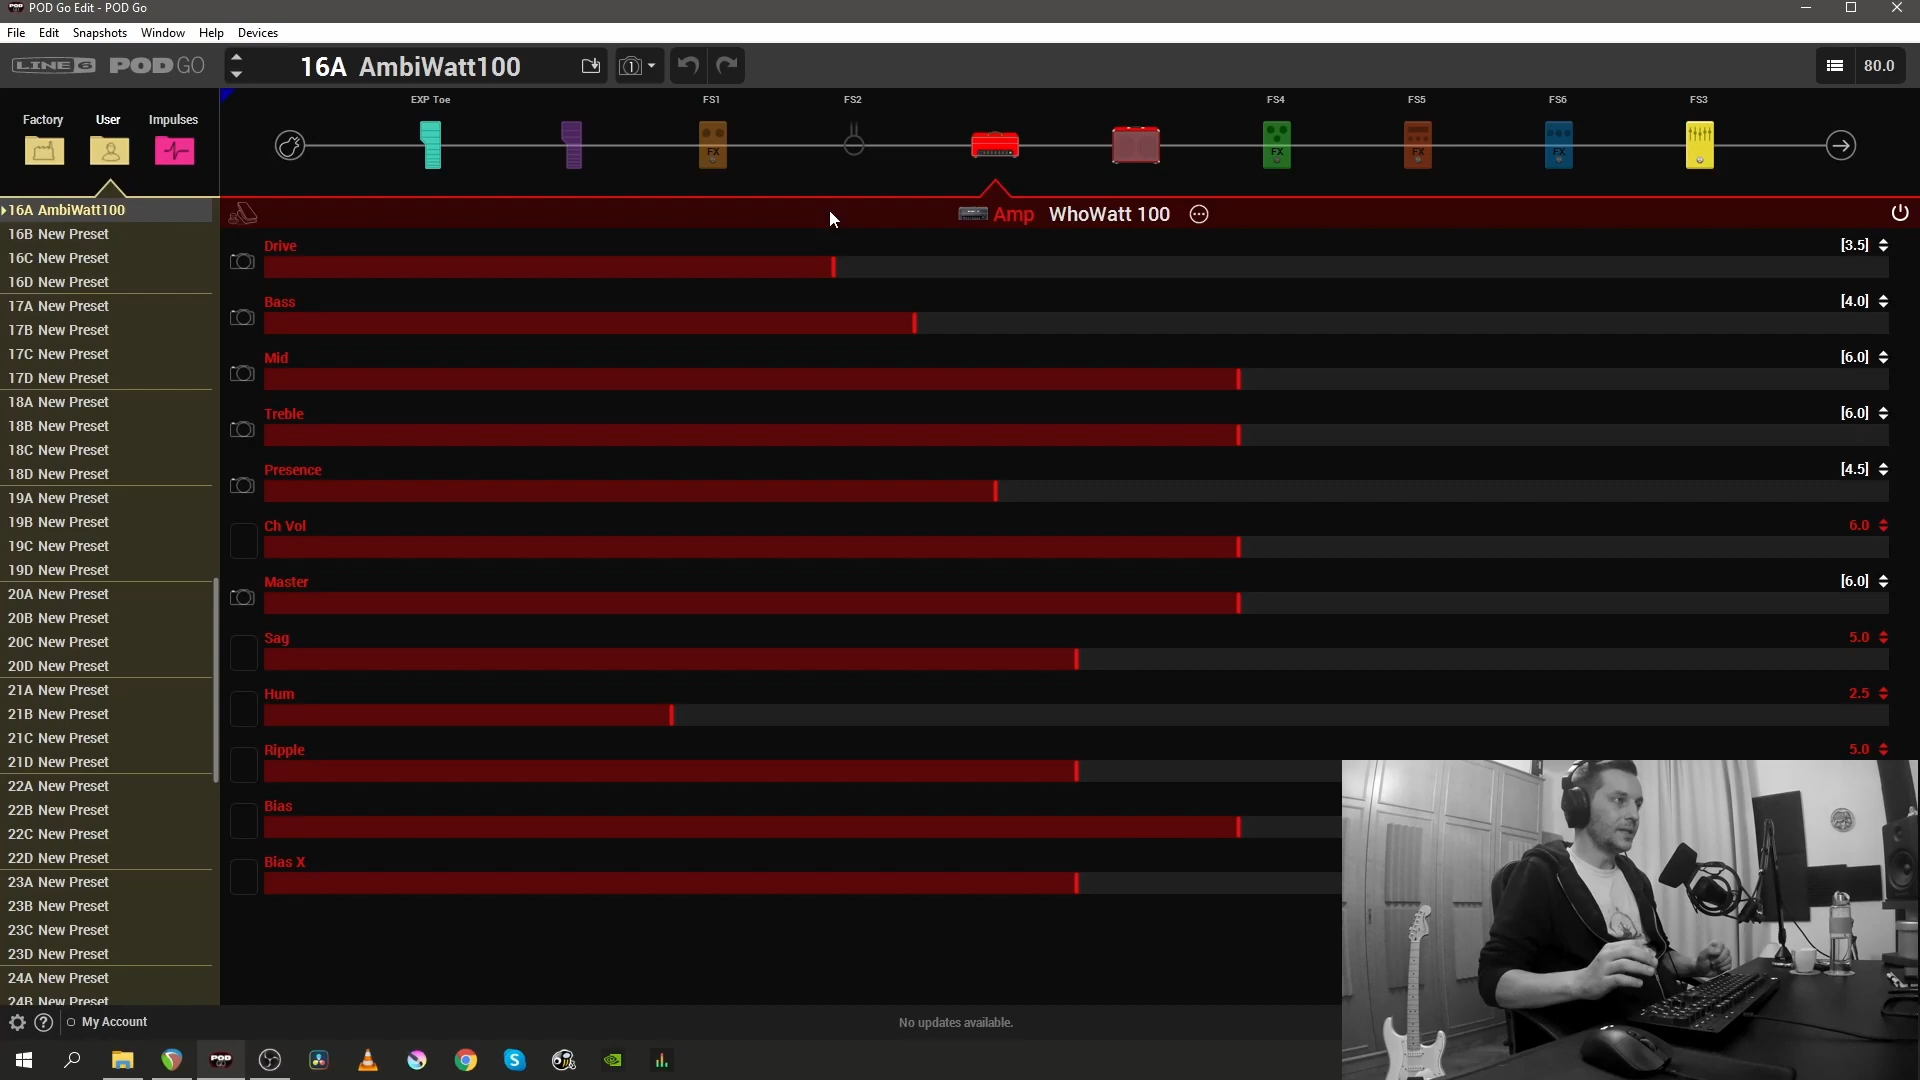 POD Go Edit - POD Go
File Edit Snapshots Window Help Devices
LINE 6 POD GO
16A AmbiWatt100
1
80.0
EXP Toe FS1 FS2 FS4 FS5 FS6 FS3
Factory User Impulses
FX FX FX FX
Amp WhoWatt 100
16A AmbiWatt100
16B New Preset
16C New Preset
16D New Preset
17A New Preset
17B New Preset
17C New Preset
17D New Preset
18A New Preset
18B New Preset
18C New Preset
18D New Preset
19A New Preset
19B New Preset
19C New Preset
19D New Preset
20A New Preset
20B New Preset
20C New Preset
20D New Preset
21A New Preset
21B New Preset
21C New Preset
21D New Preset
22A New Preset
22B New Preset
22C New Preset
22D New Preset
23A New Preset
23B New Preset
23C New Preset
23D New Preset
24A New Preset
24B New Preset
Drive [3.5]
Bass [4.0]
Mid [6.0]
Treble [6.0]
Presence [4.5]
Ch Vol 6.0
Master [6.0]
Sag 5.0
Hum 2.5
Ripple 5.0
Bias
Bias X
? My Account
No updates available.
POD GO